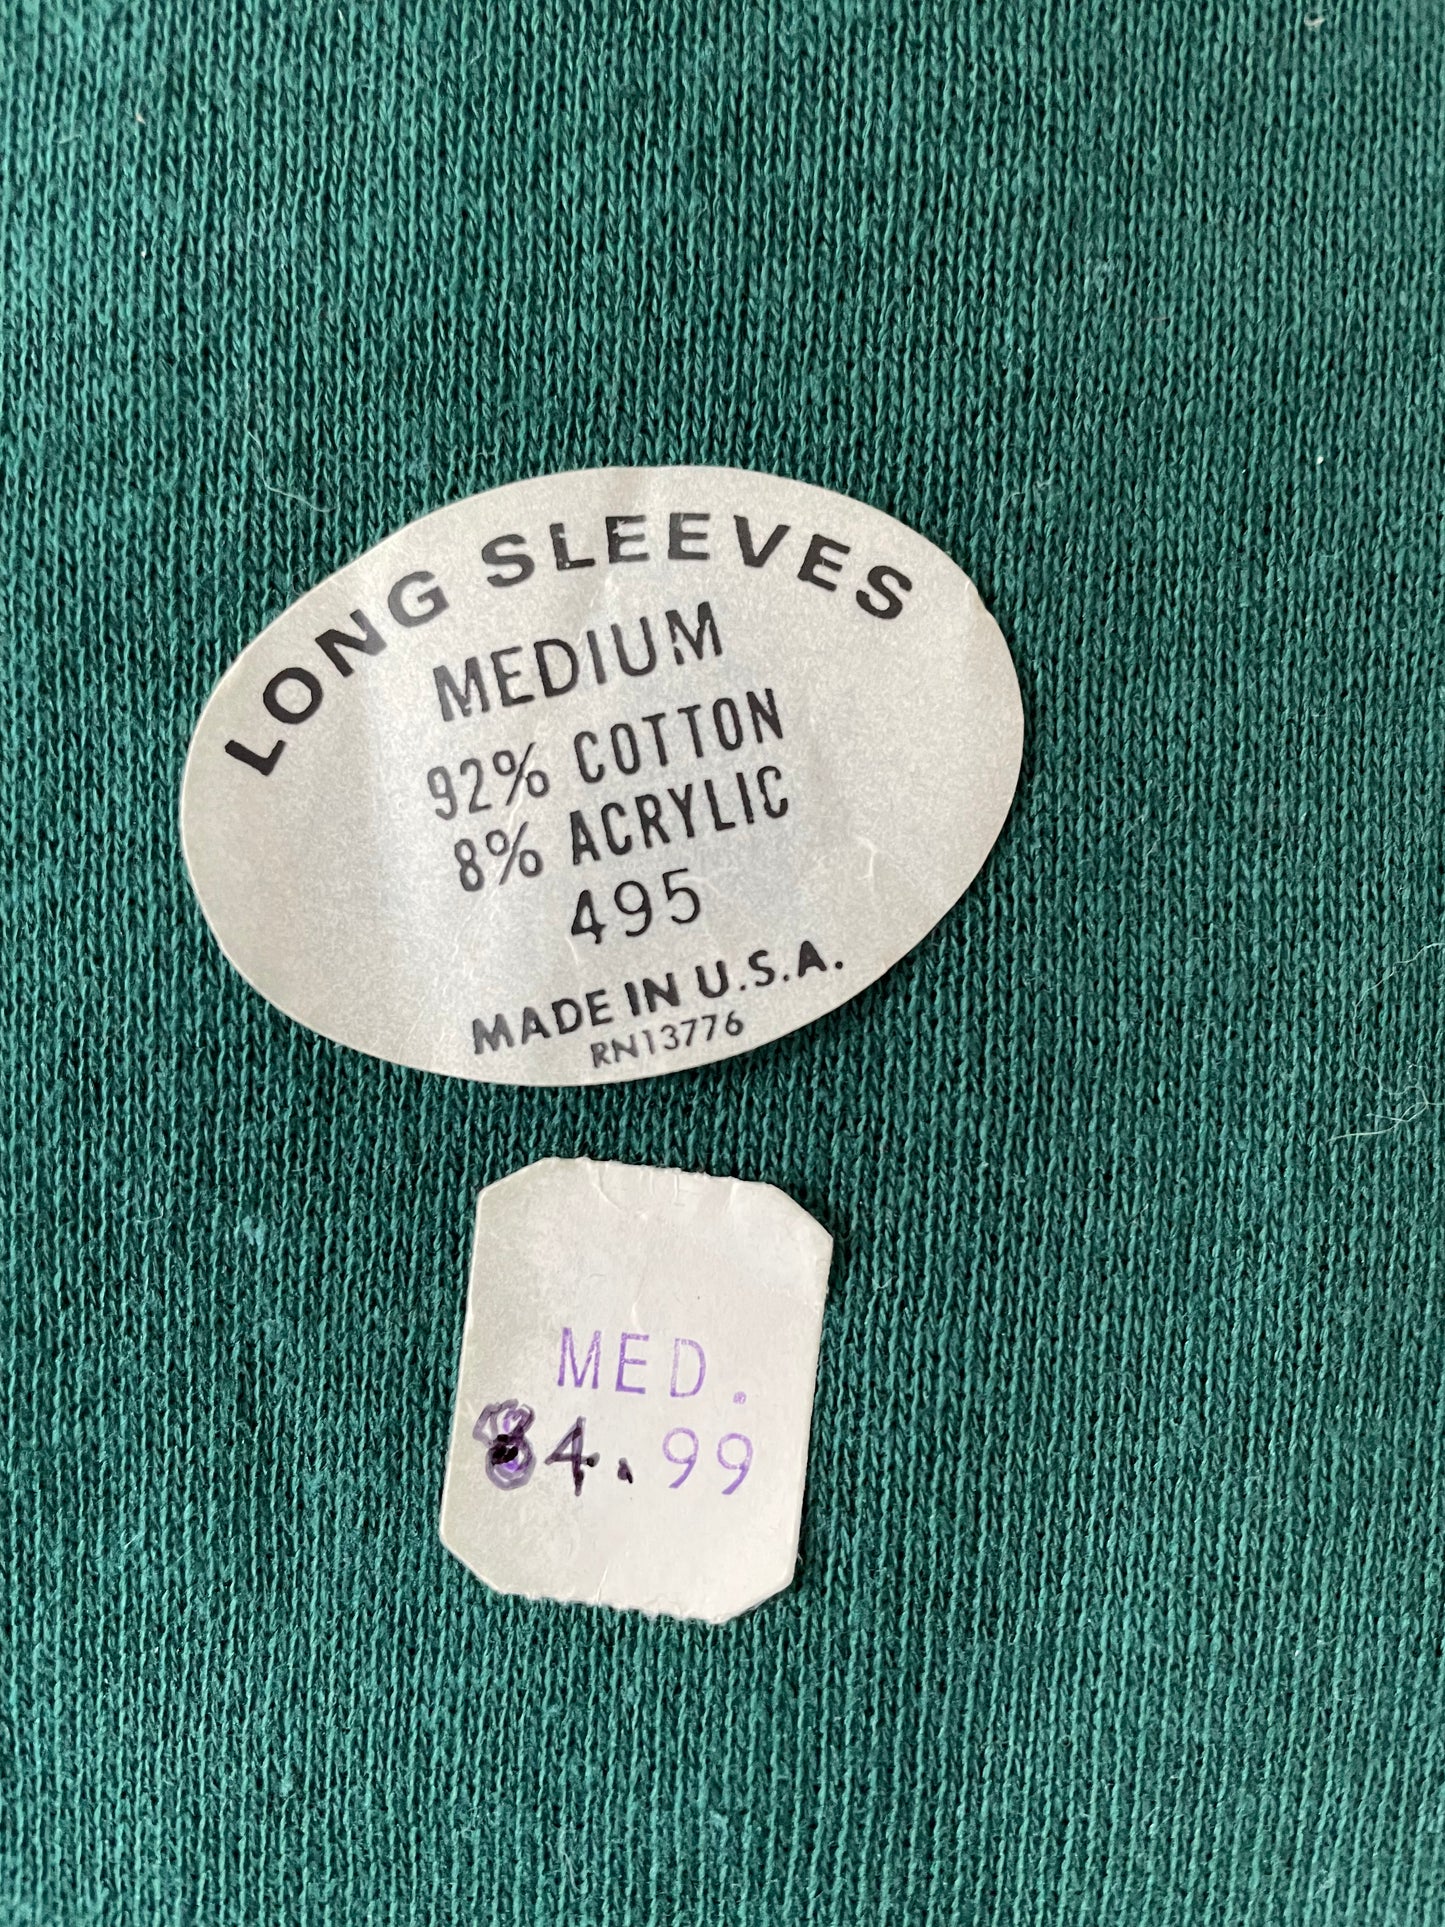 LONG SLEEVES
MEDIUM
92% COTTON
8% ACRYLIC
495
MADE IN U.S.A.
RN13776
MED.
4.99